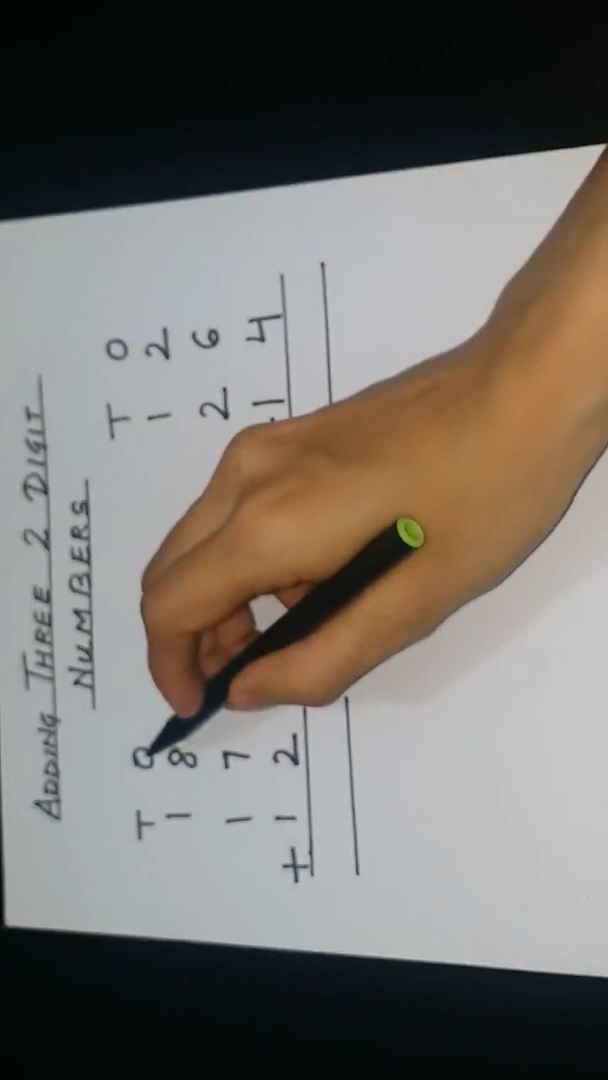 ADDING THREE 2 DIGIT
NUMBERS
T O T O
1 8 1 2
1 7 2 6
+ 1 2 1 4